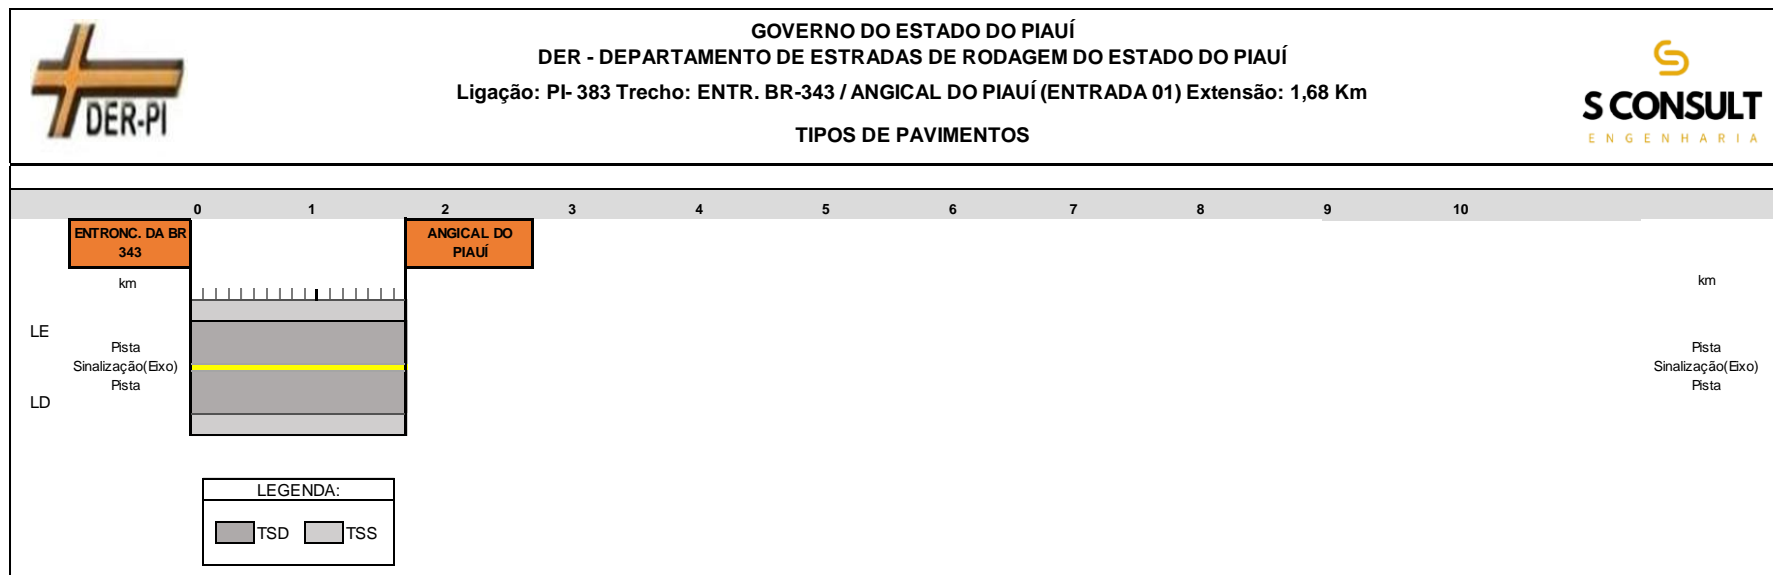 GOVERNO DO ESTADO DO PIAUÍ
DER - DEPARTAMENTO DE ESTRADAS DE RODAGEM DO ESTADO DO PIAUÍ
Ligação: PI- 383 Trecho: ENTR. BR-343 / ANGICAL DO PIAUÍ (ENTRADA 01) Extensão: 1,68 Km
TIPOS DE PAVIMENTOS
DER-PI
S CONSULT
ENGENHARIA
0 1 2 3 4 5 6 7 8 9 10
ENTRONC. DA BR
343
ANGICAL DO
PIAUÍ
km
km
LE
Pista
Sinalização(Eixo)
Pista
LD
Pista
Sinalização(Eixo)
Pista
LEGENDA:
TSD TSS